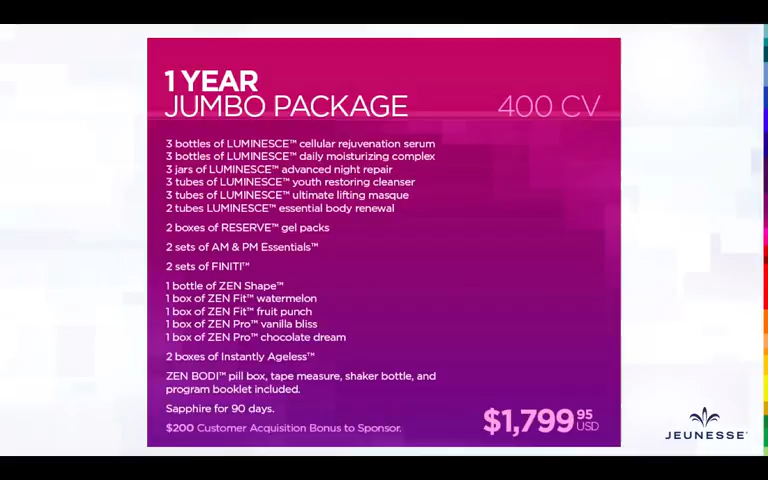 1 YEAR
JUMBO PACKAGE
400 CV
3 bottles of LUMINESCE™ cellular rejuvenation serum
3 bottles of LUMINESCE™ daily moisturizing complex
3 jars of LUMINESCE™ advanced night repair
3 tubes of LUMINESCE™ youth restoring cleanser
3 tubes of LUMINESCE™ ultimate lifting masque
2 tubes LUMINESCE™ essential body renewal
2 boxes of RESERVE™ gel packs
2 sets of AM & PM Essentials™
2 sets of FINITI™
1 bottle of ZEN Shape™
1 box of ZEN Fit™ watermelon
1 box of ZEN Fit™ fruit punch
1 box of ZEN Pro™ vanilla bliss
1 box of ZEN Pro™ chocolate dream
2 boxes of Instantly Ageless™
ZEN BODI™ pill box, tape measure, shaker bottle, and
program booklet included.
Sapphire for 90 days.
$200 Customer Acquisition Bonus to Sponsor.
$1,799 95 USD
JEUNESSE